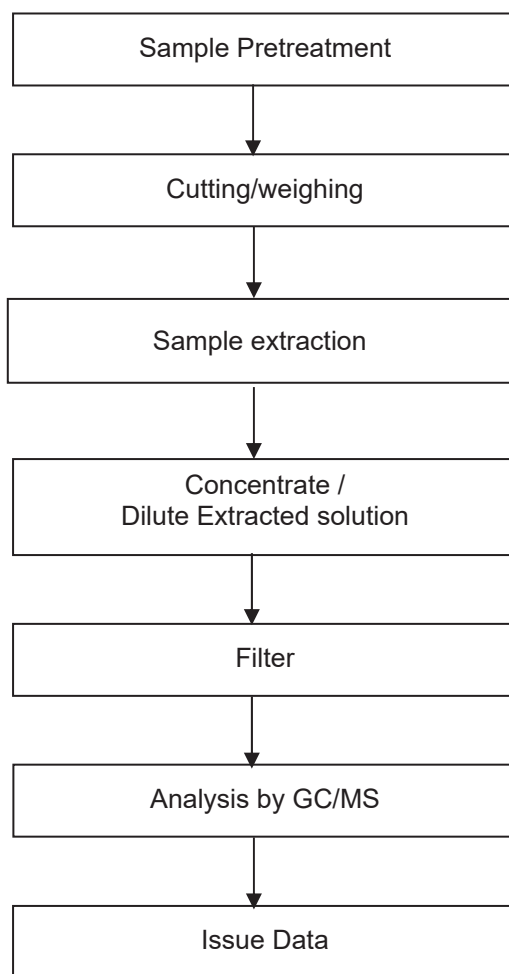 Sample Pretreatment
Cutting/weighing
Sample extraction
Concentrate /
Dilute Extracted solution
Filter
Analysis by GC/MS
Issue Data